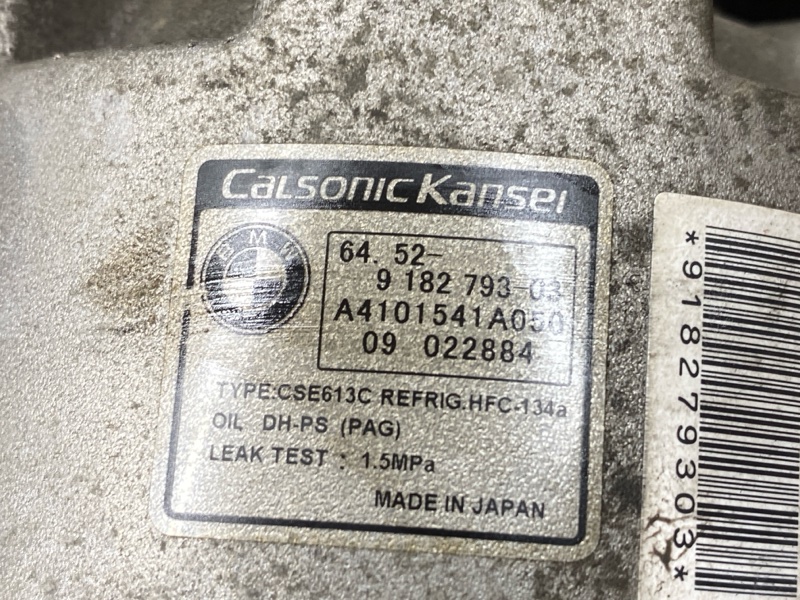 CalsonicKansei
BMW
64. 52-
9 182 793-03
A4101541A050
09 022884
TYPE:CSE613C REFRIG.HFC-134a
OIL DH-PS (PAG)
LEAK TEST : 1.5MPa
MADE IN JAPAN
*918279303*